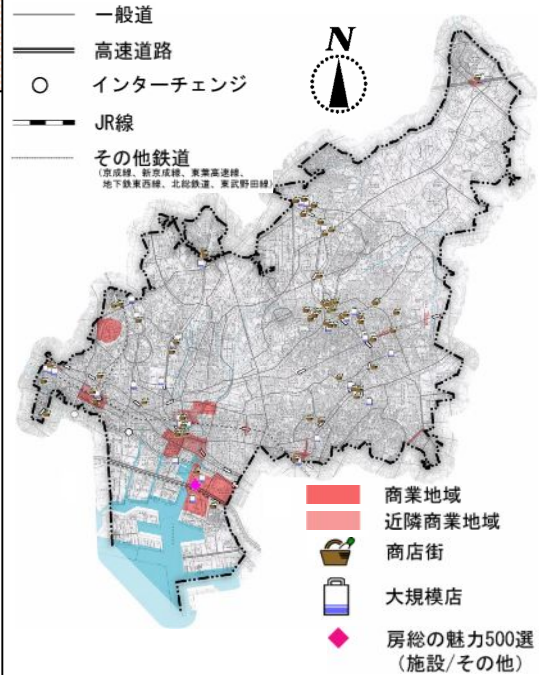 一般道
高速道路
インターチェンジ
JR線
その他鉄道
(京成線、新京成線、東葉高速線、
地下鉄東西線、北総鉄道、東武野田線)
N
商業地域
近隣商業地域
商店街
大規模店
房総の魅力500選
(施設/その他)